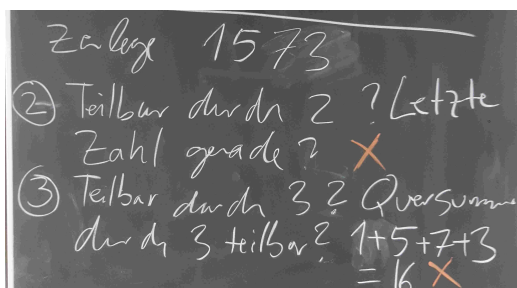 Zerlege 1573
② Teilbar durch 2 ? Letzte
Zahl gerade? ✗
③ Teilbar durch 3? Quersumme
durch 3 teilbar? 1+5+7+3
= 16 ✗